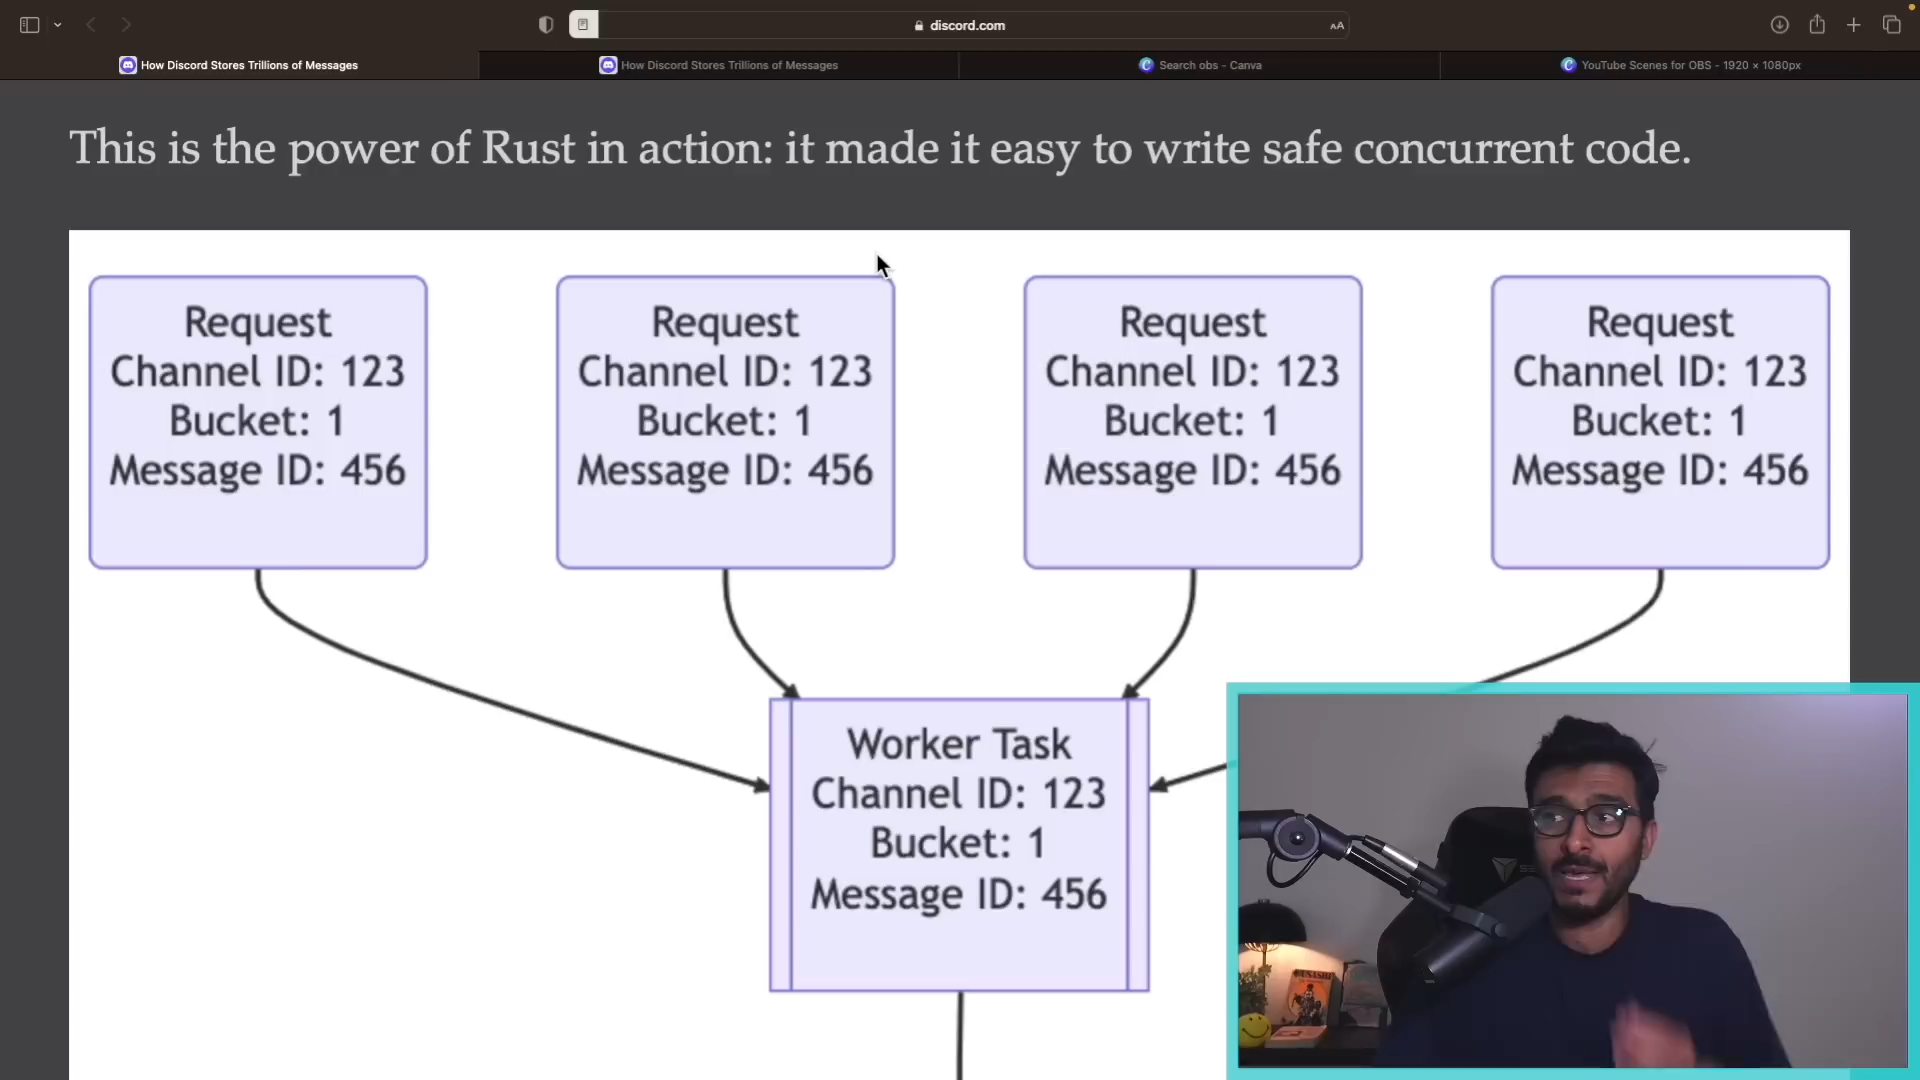 discord.com
AA
How Discord Stores Trillions of Messages
How Discord Stores Trillions of Messages
Search obs - Canva
YouTube Scenes for OBS - 1920 × 1080px
This is the power of Rust in action: it made it easy to write safe concurrent code.
Request
Channel ID: 123
Bucket: 1
Message ID: 456
Request
Channel ID: 123
Bucket: 1
Message ID: 456
Request
Channel ID: 123
Bucket: 1
Message ID: 456
Request
Channel ID: 123
Bucket: 1
Message ID: 456
Worker Task
Channel ID: 123
Bucket: 1
Message ID: 456